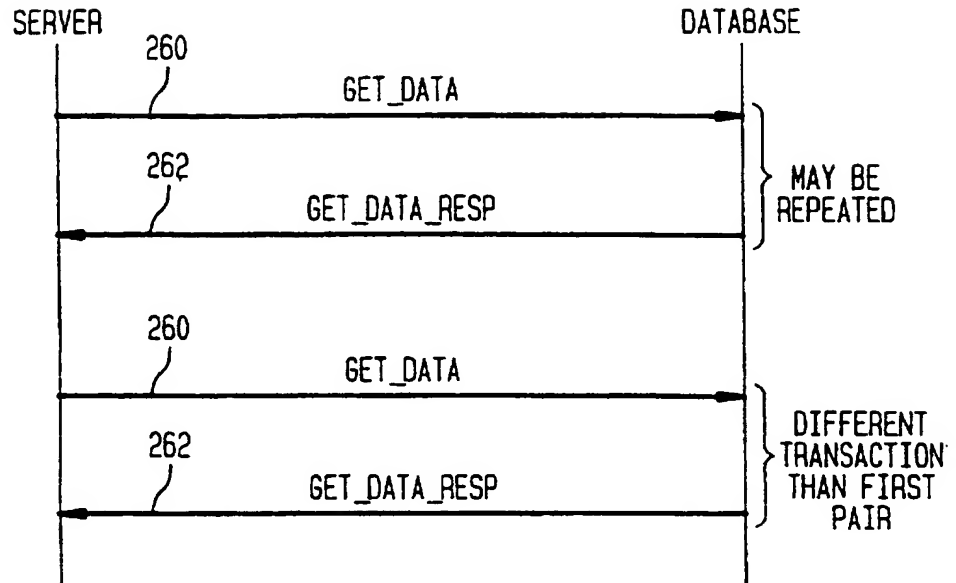 SERVER
DATABASE
260
GET_DATA
262
GET_DATA_RESP
MAY BE
REPEATED
260
GET_DATA
262
GET_DATA_RESP
DIFFERENT
TRANSACTION
THAN FIRST
PAIR